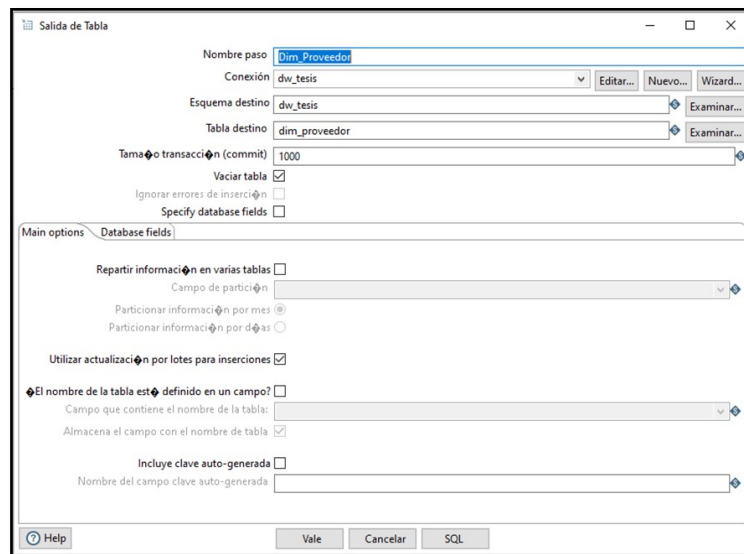 Salida de Tabla
Nombre paso Dim_Proveedor
Conexión dw_tesis Editar... Nuevo... Wizard...
Esquema destino dw_tesis Examinar...
Tabla destino dim_proveedor Examinar...
Tama�o transacci�n (commit) 1000
Vaciar tabla
Ignorar errores de inserci�n
Specify database fields
Main options Database fields
Repartir informaci�n en varias tablas
Campo de partici�n
Particionar informaci�n por mes
Particionar informaci�n por d�as
Utilizar actualizaci�n por lotes para inserciones
�El nombre de la tabla est� definido en un campo?
Campo que contiene el nombre de la tabla:
Almacena el campo con el nombre de tabla
Incluye clave auto-generada
Nombre del campo clave auto-generada
Help Vale Cancelar SQL